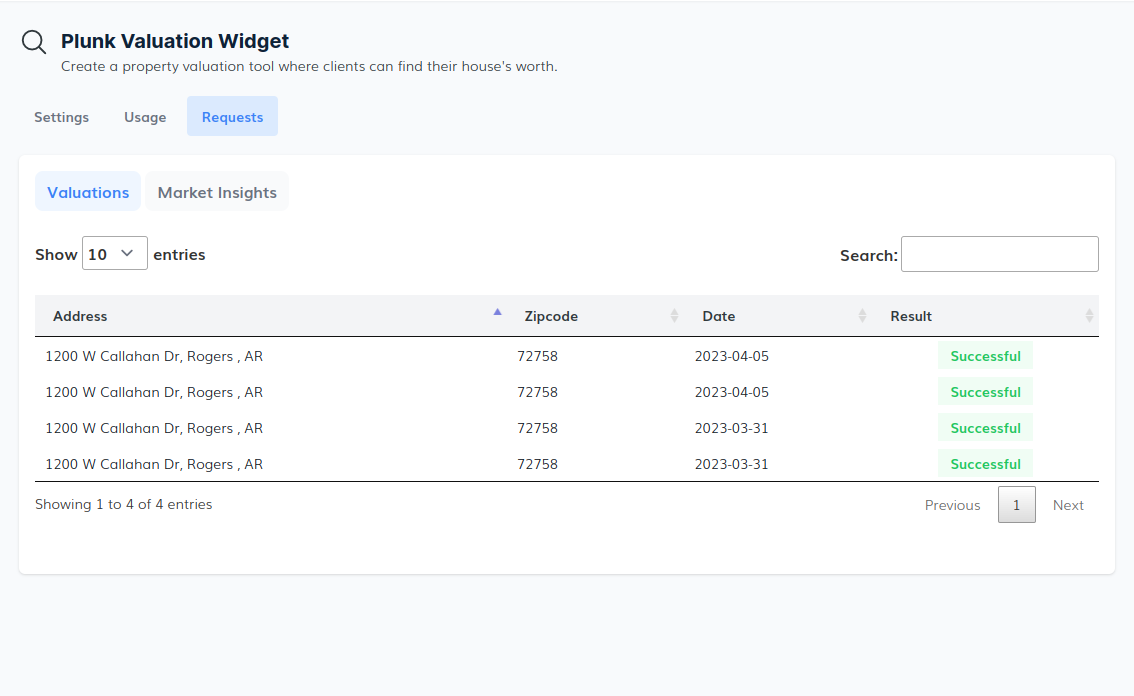 Plunk Valuation Widget
Create a property valuation tool where clients can find their house's worth.
Settings Usage Requests
Valuations Market Insights
Show 10 entries Search:
Address Zipcode Date Result
1200 W Callahan Dr, Rogers , AR 72758 2023-04-05 Successful
1200 W Callahan Dr, Rogers , AR 72758 2023-04-05 Successful
1200 W Callahan Dr, Rogers , AR 72758 2023-03-31 Successful
1200 W Callahan Dr, Rogers , AR 72758 2023-03-31 Successful
Showing 1 to 4 of 4 entries Previous 1 Next